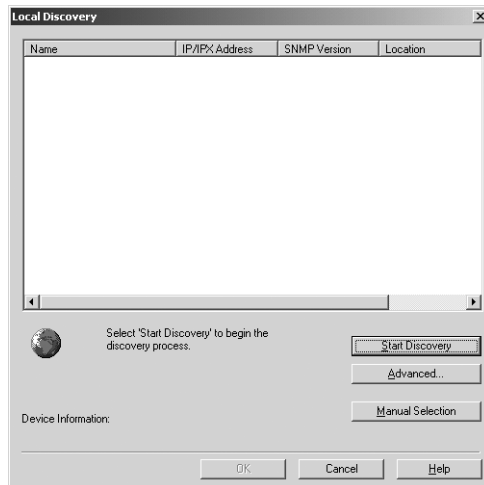 Local Discovery
Name IP/IPX Address SNMP Version Location
Select 'Start Discovery' to begin the
discovery process.
Start Discovery
Advanced...
Manual Selection
Device Information:
OK Cancel Help